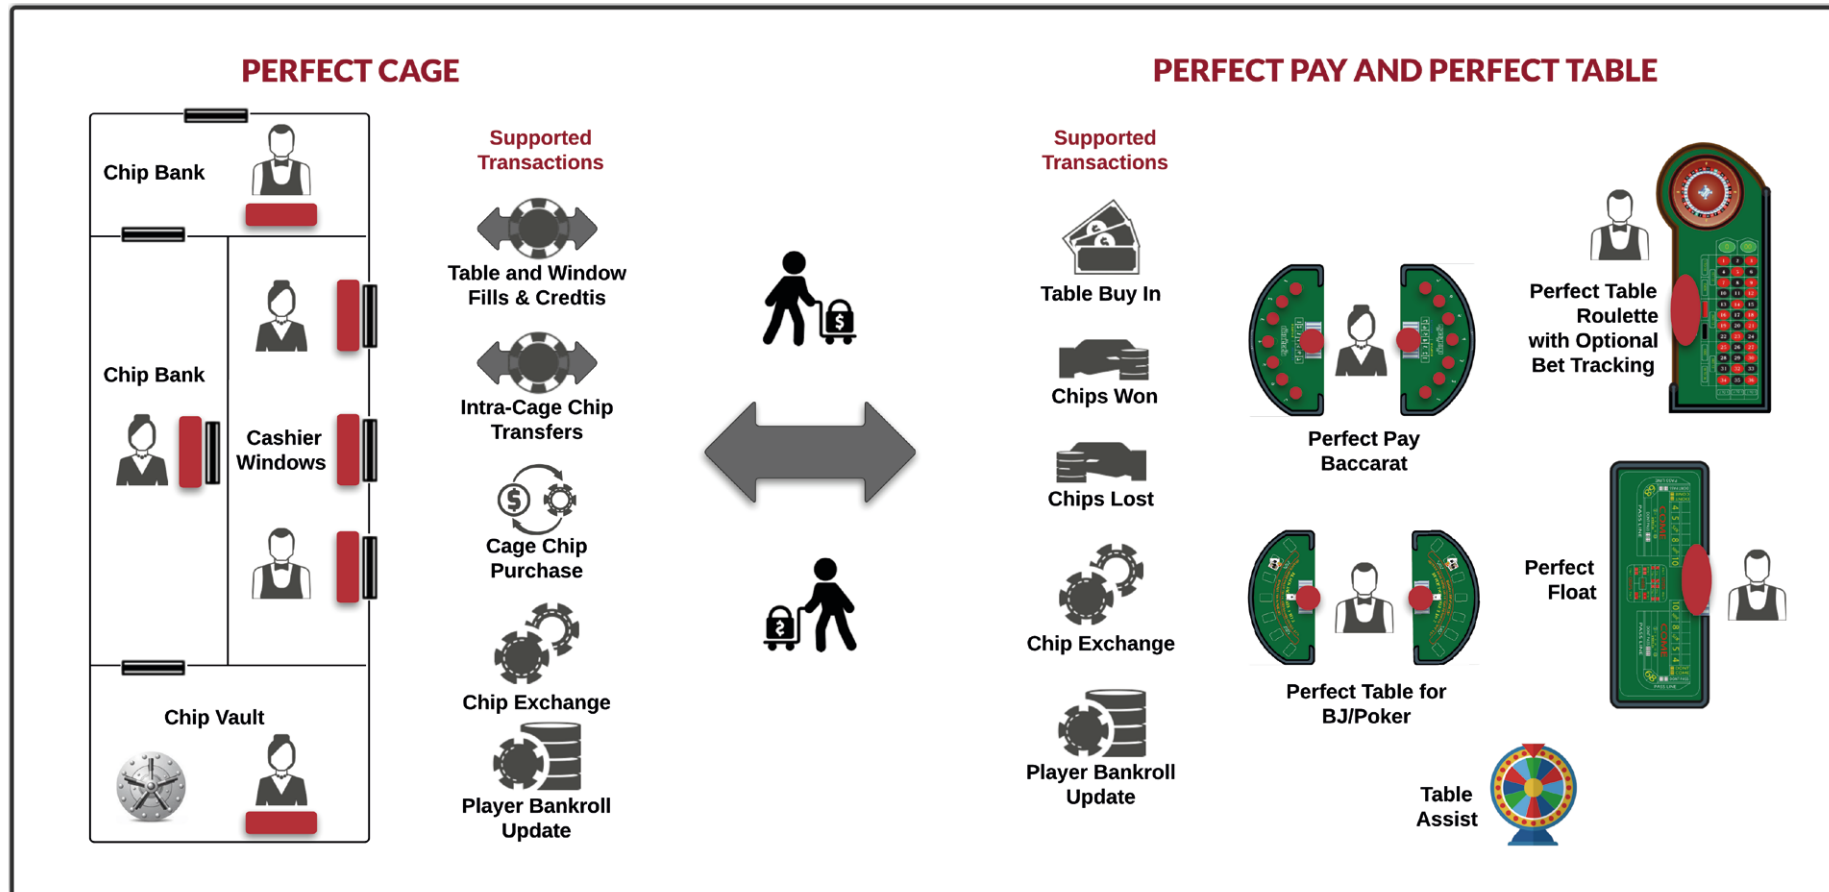 PERFECT CAGE
PERFECT PAY AND PERFECT TABLE
Chip Bank
Chip Bank
Cashier
Windows
Chip Vault
Supported
Transactions
Table and Window
Fills & Credtis
Intra-Cage Chip
Transfers
Cage Chip
Purchase
Chip Exchange
Player Bankroll
Update
Supported
Transactions
Table Buy In
Chips Won
Chips Lost
Chip Exchange
Player Bankroll
Update
Perfect Pay
Baccarat
Perfect Table for
BJ/Poker
Perfect Table
Roulette
with Optional
Bet Tracking
Perfect
Float
Table
Assist